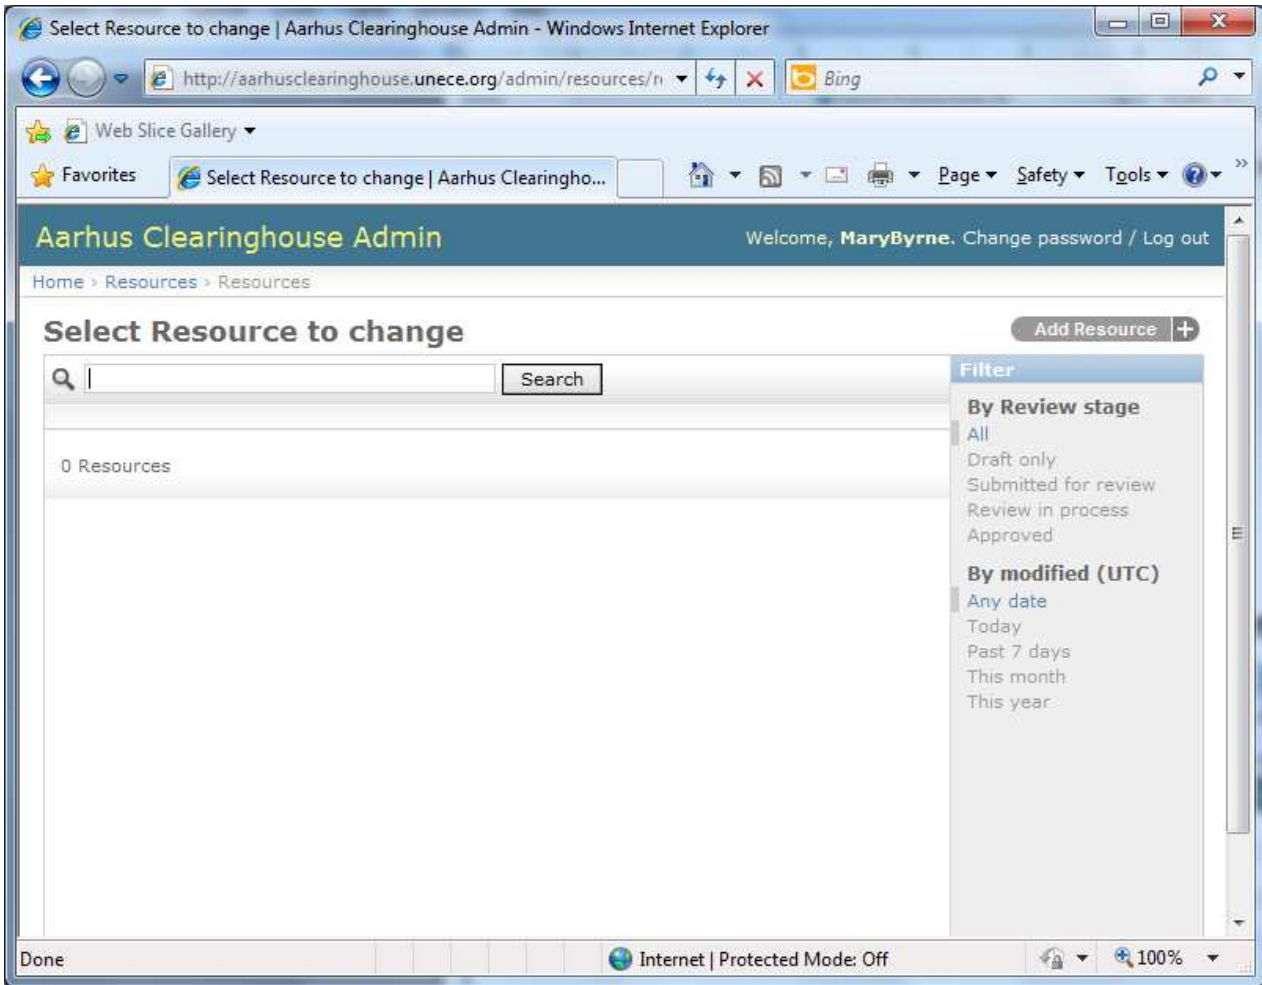 Select Resource to change | Aarhus Clearinghouse Admin - Windows Internet Explorer
http://aarhusclearinghouse.unece.org/admin/resources/r Bing
Web Slice Gallery
Favorites Select Resource to change | Aarhus Clearingho... Page Safety Tools
Aarhus Clearinghouse Admin Welcome, MaryByrne. Change password / Log out
Home › Resources › Resources
Select Resource to change Add Resource +
Search Filter
By Review stage
All
0 Resources Draft only
Submitted for review
Review in process
Approved
By modified (UTC)
Any date
Today
Past 7 days
This month
This year
Done Internet | Protected Mode: Off 100%